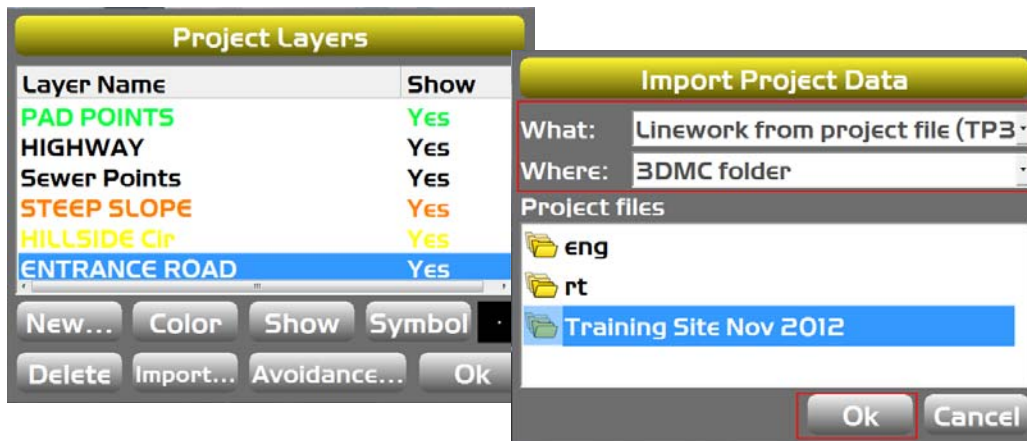 Project Layers
Layer Name Show
PAD POINTS Yes
HIGHWAY Yes
Sewer Points Yes
STEEP SLOPE Yes
HILLSIDE Cir Yes
ENTRANCE ROAD Yes
New... Color Show Symbol
Delete Import... Avoidance... Ok
Import Project Data
What: Linework from project file (TP3
Where: 3DMC folder
Project files
eng
rt
Training Site Nov 2012
Ok Cancel